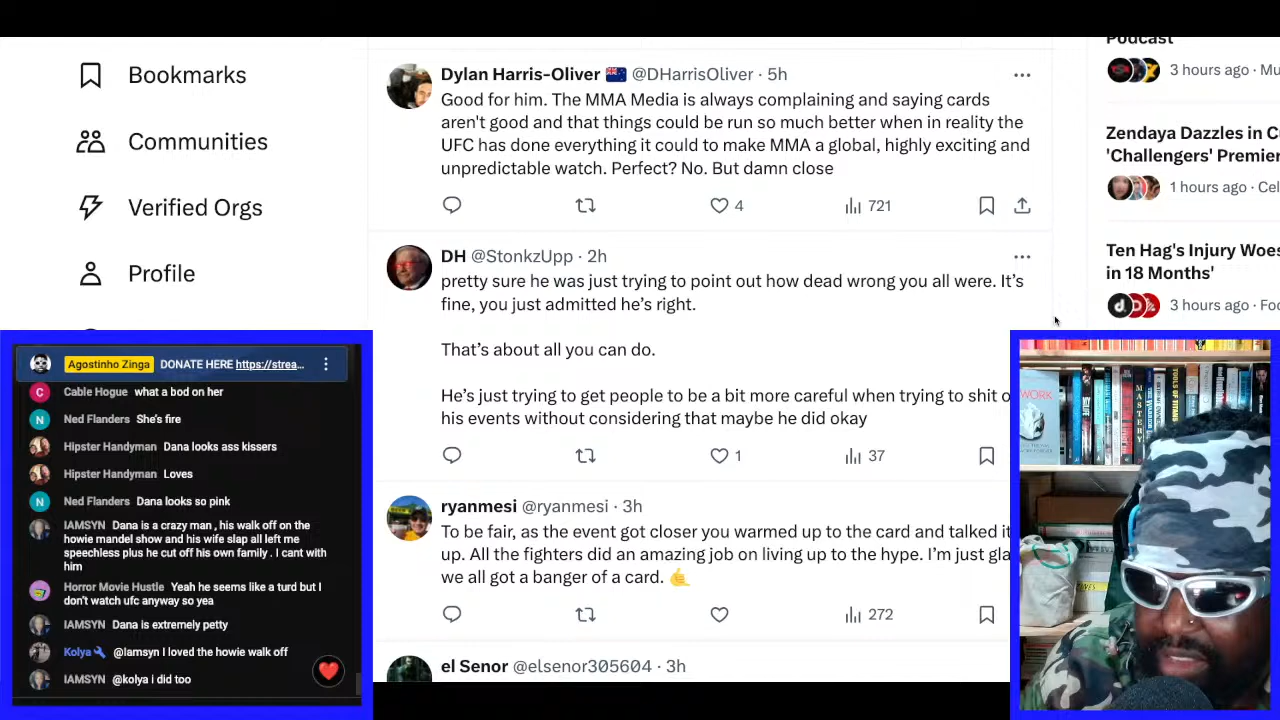 Bookmarks
Communities
Verified Orgs
Profile
Dylan Harris-Oliver 🇳🇿 @DHarrisOliver · 5h
Good for him. The MMA Media is always complaining and saying cards
aren't good and that things could be run so much better when in reality the
UFC has done everything it could to make MMA a global, highly exciting and
unpredictable watch. Perfect? No. But damn close
4
721
DH @StonkzUpp · 2h
pretty sure he was just trying to point out how dead wrong you all were. It’s
fine, you just admitted he’s right.
That’s about all you can do.
He’s just trying to get people to be a bit more careful when trying to shit o
his events without considering that maybe he did okay
1
37
ryanmesi @ryanmesi · 3h
To be fair, as the event got closer you warmed up to the card and talked it
up. All the fighters did an amazing job on living up to the hype. I’m just gla
we all got a banger of a card. 🤙
272
el Senor @elsenor305604 · 3h
Podcast
3 hours ago · Mu
Zendaya Dazzles in C
'Challengers' Premier
1 hours ago · Cel
Ten Hag's Injury Woes
in 18 Months'
3 hours ago · Foo
Agostinho Zinga DONATE HERE https://strea...
Cable Hogue what a bod on her
Ned Flanders She's fire
Hipster Handyman Dana looks ass kissers
Hipster Handyman Loves
Ned Flanders Dana looks so pink
IAMSYN Dana is a crazy man , his walk off on the
howie mandel show and his wife slap all left me
speechless plus he cut off his own family . I cant with
him
Horror Movie Hustle Yeah he seems like a turd but I
don't watch ufc anyway so yea
IAMSYN Dana is extremely petty
Kolya @Iamsyn I loved the howie walk off
IAMSYN @kolya i did too
WORK
MASTERY
TOOLS OF TITANS